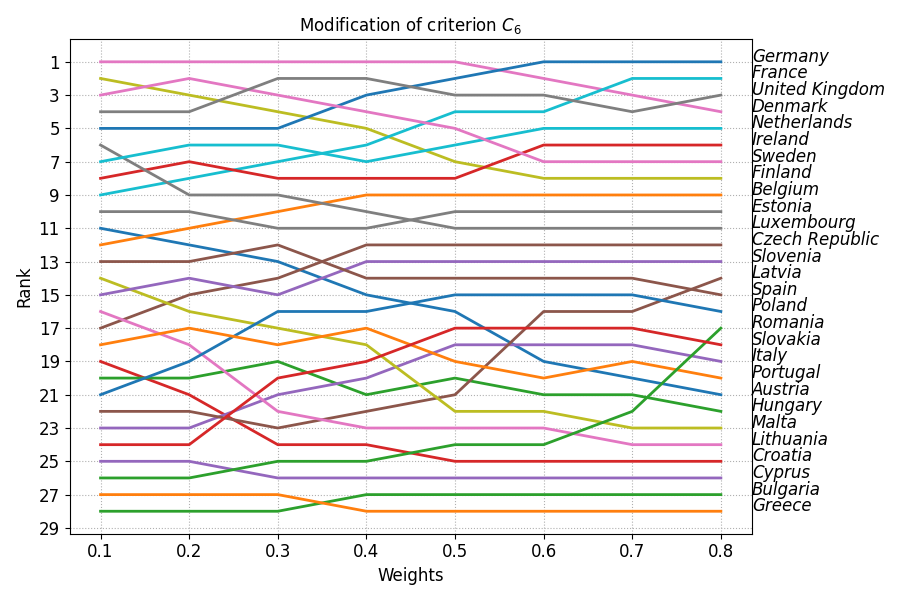 Modification of criterion C6
Rank
1
3
5
7
9
11
13
15
17
19
21
23
25
27
29
Germany
France
United Kingdom
Denmark
Netherlands
Ireland
Sweden
Finland
Belgium
Estonia
Luxembourg
Czech Republic
Slovenia
Latvia
Spain
Poland
Romania
Slovakia
Italy
Portugal
Austria
Hungary
Malta
Lithuania
Croatia
Cyprus
Bulgaria
Greece
0.1 0.2 0.3 0.4 0.5 0.6 0.7 0.8
Weights